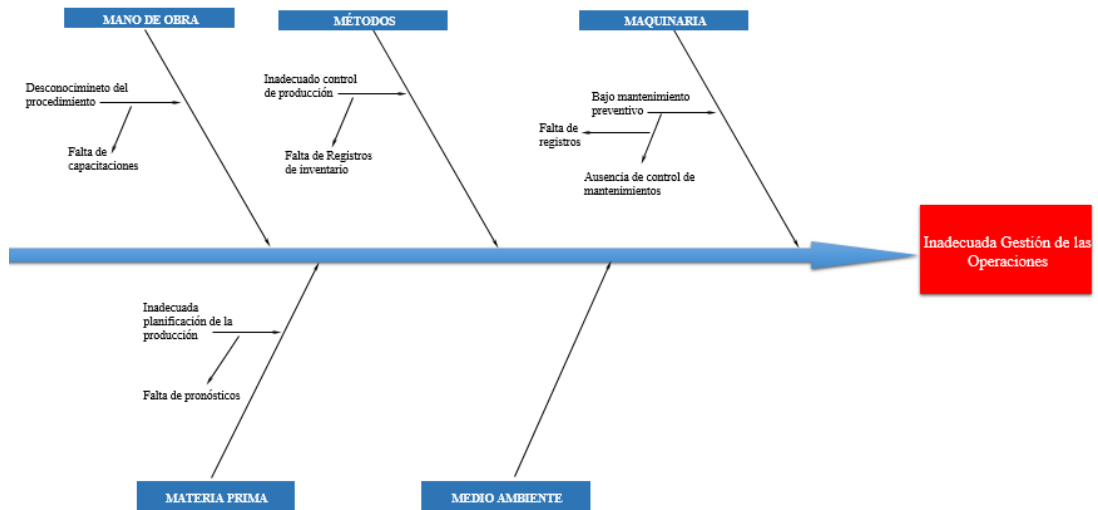 MANO DE OBRA
MÉTODOS
MAQUINARIA
Desconocimineto del
procedimiento
Falta de
capacitaciones
Inadecuado control
de producción
Falta de Registros
de inventario
Bajo mantenimiento
preventivo
Falta de
registros
Ausencia de control de
mantenimientos
Inadecuada Gestión de las
Operaciones
Inadecuada
planificación de la
producción
Falta de pronósticos
MATERIA PRIMA
MEDIO AMBIENTE